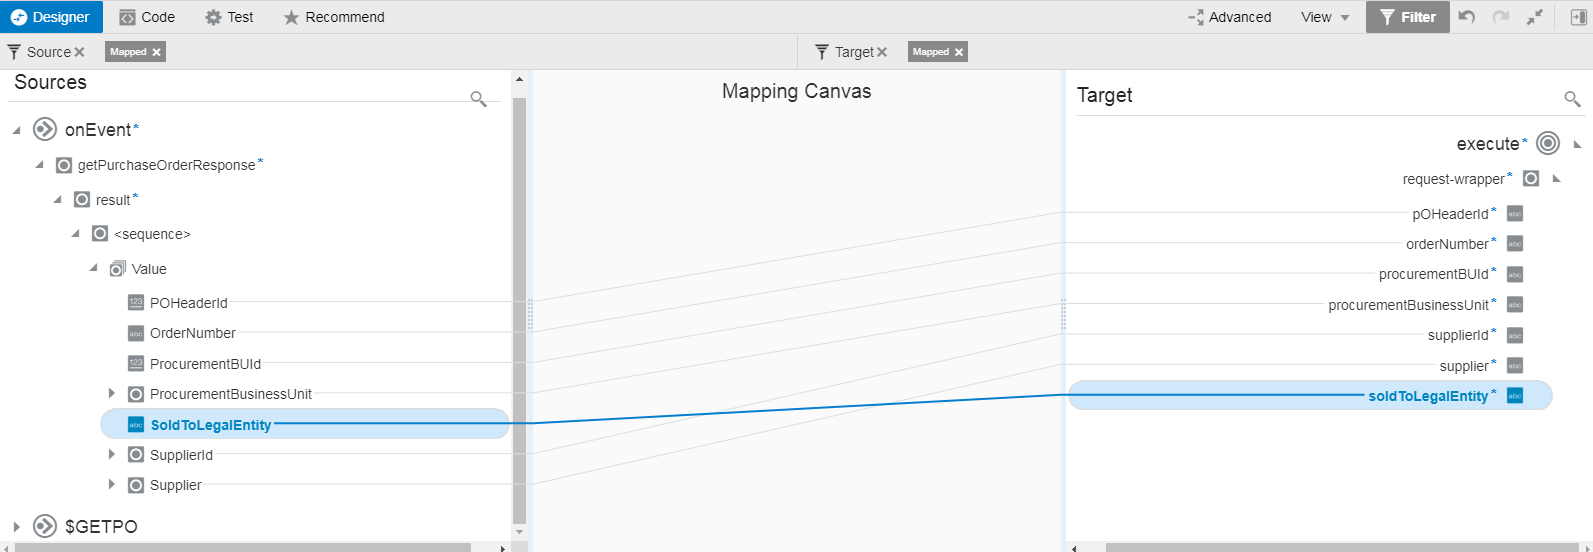 Designer Code Test Recommend Advanced View Filter
Source Mapped Target Mapped
Sources
Mapping Canvas
Target
onEvent*
getPurchaseOrderResponse*
result*
<sequence>
Value
123 POHeaderId
abc OrderNumber
123 ProcurementBUId
ProcurementBusinessUnit
abc SoldToLegalEntity
SupplierId
Supplier
$GETPO
execute*
request-wrapper*
pOHeaderId* abc
orderNumber* abc
procurementBUId* abc
procurementBusinessUnit* abc
supplierId* abc
supplier* abc
soldToLegalEntity* abc